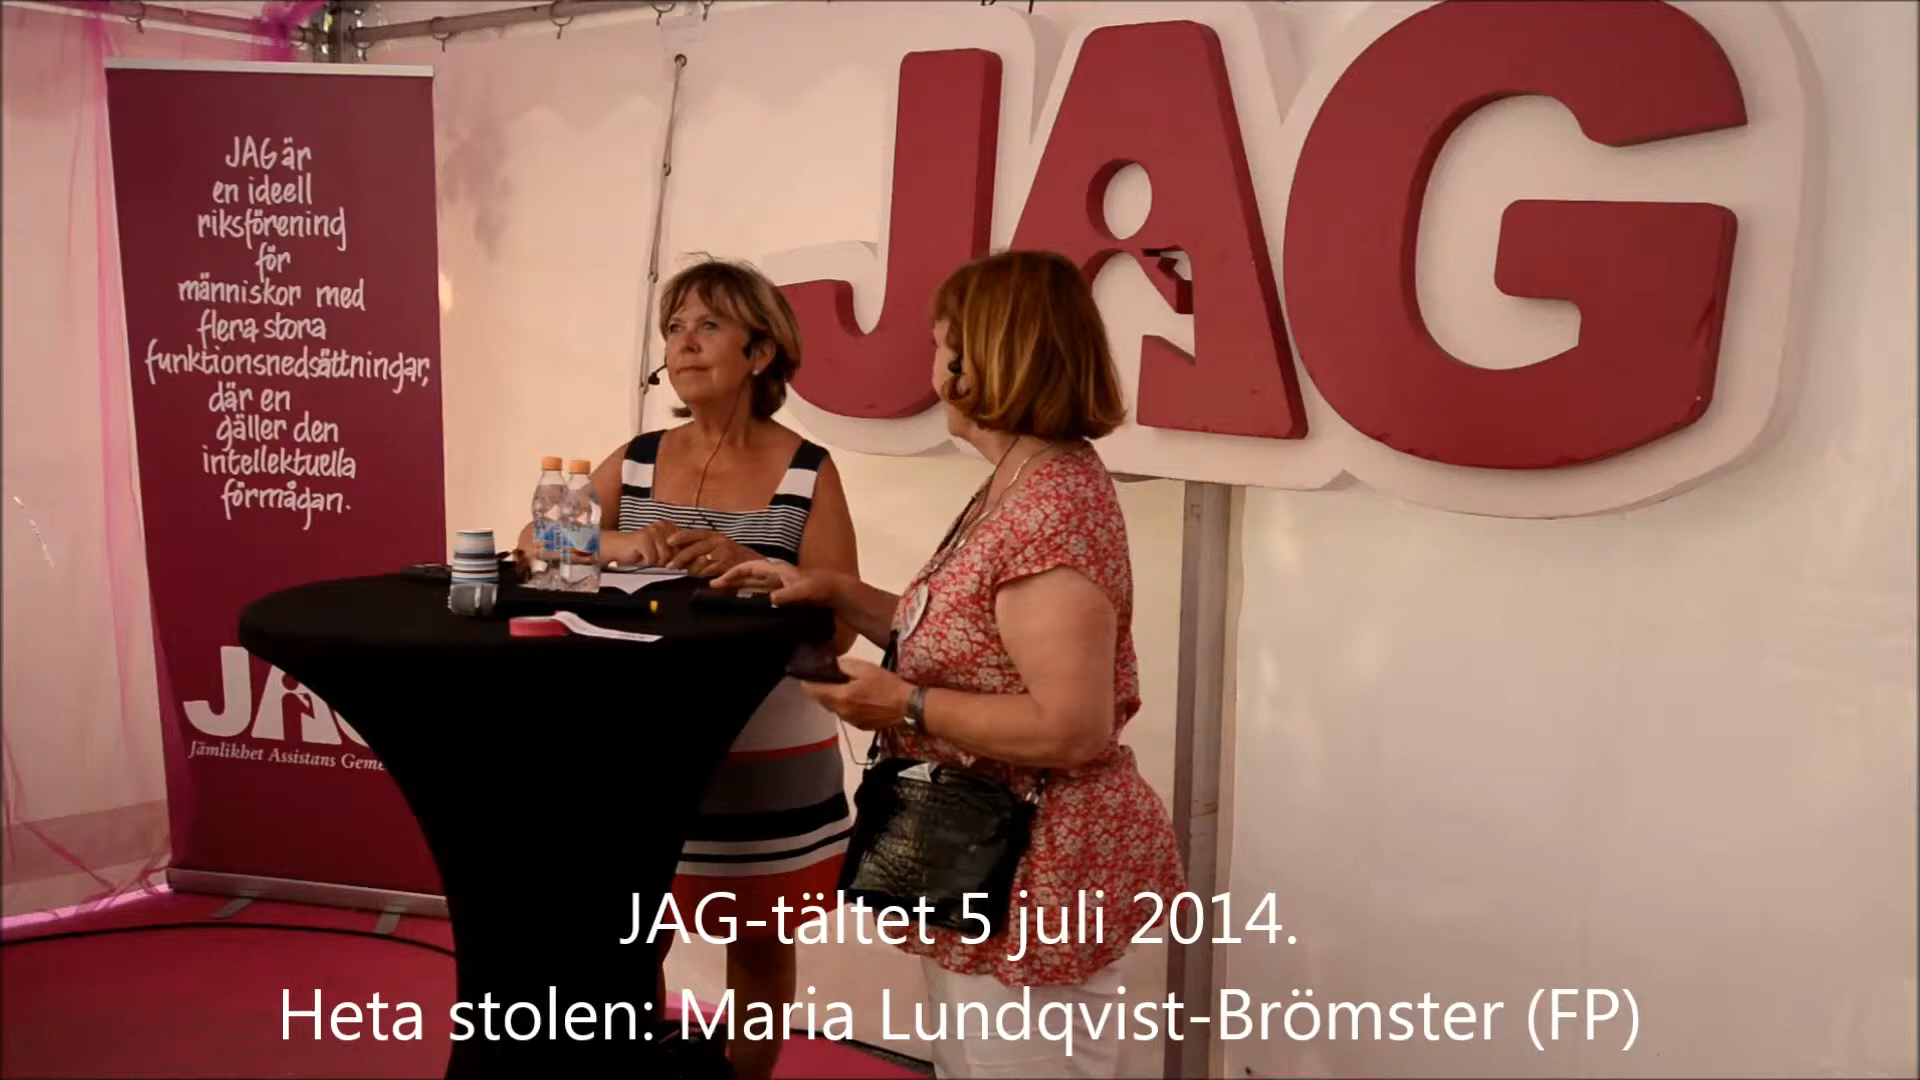 JAG är
en ideell
riksförening
för
människor med
flera stora
funktionsnedsättningar,
där en
gäller den
intellektuella
förmågan.
JAG
Jämlikhet Assistans Geme
JAG
JAG-tältet 5 juli 2014.
Heta stolen: Maria Lundqvist-Brömster (FP)